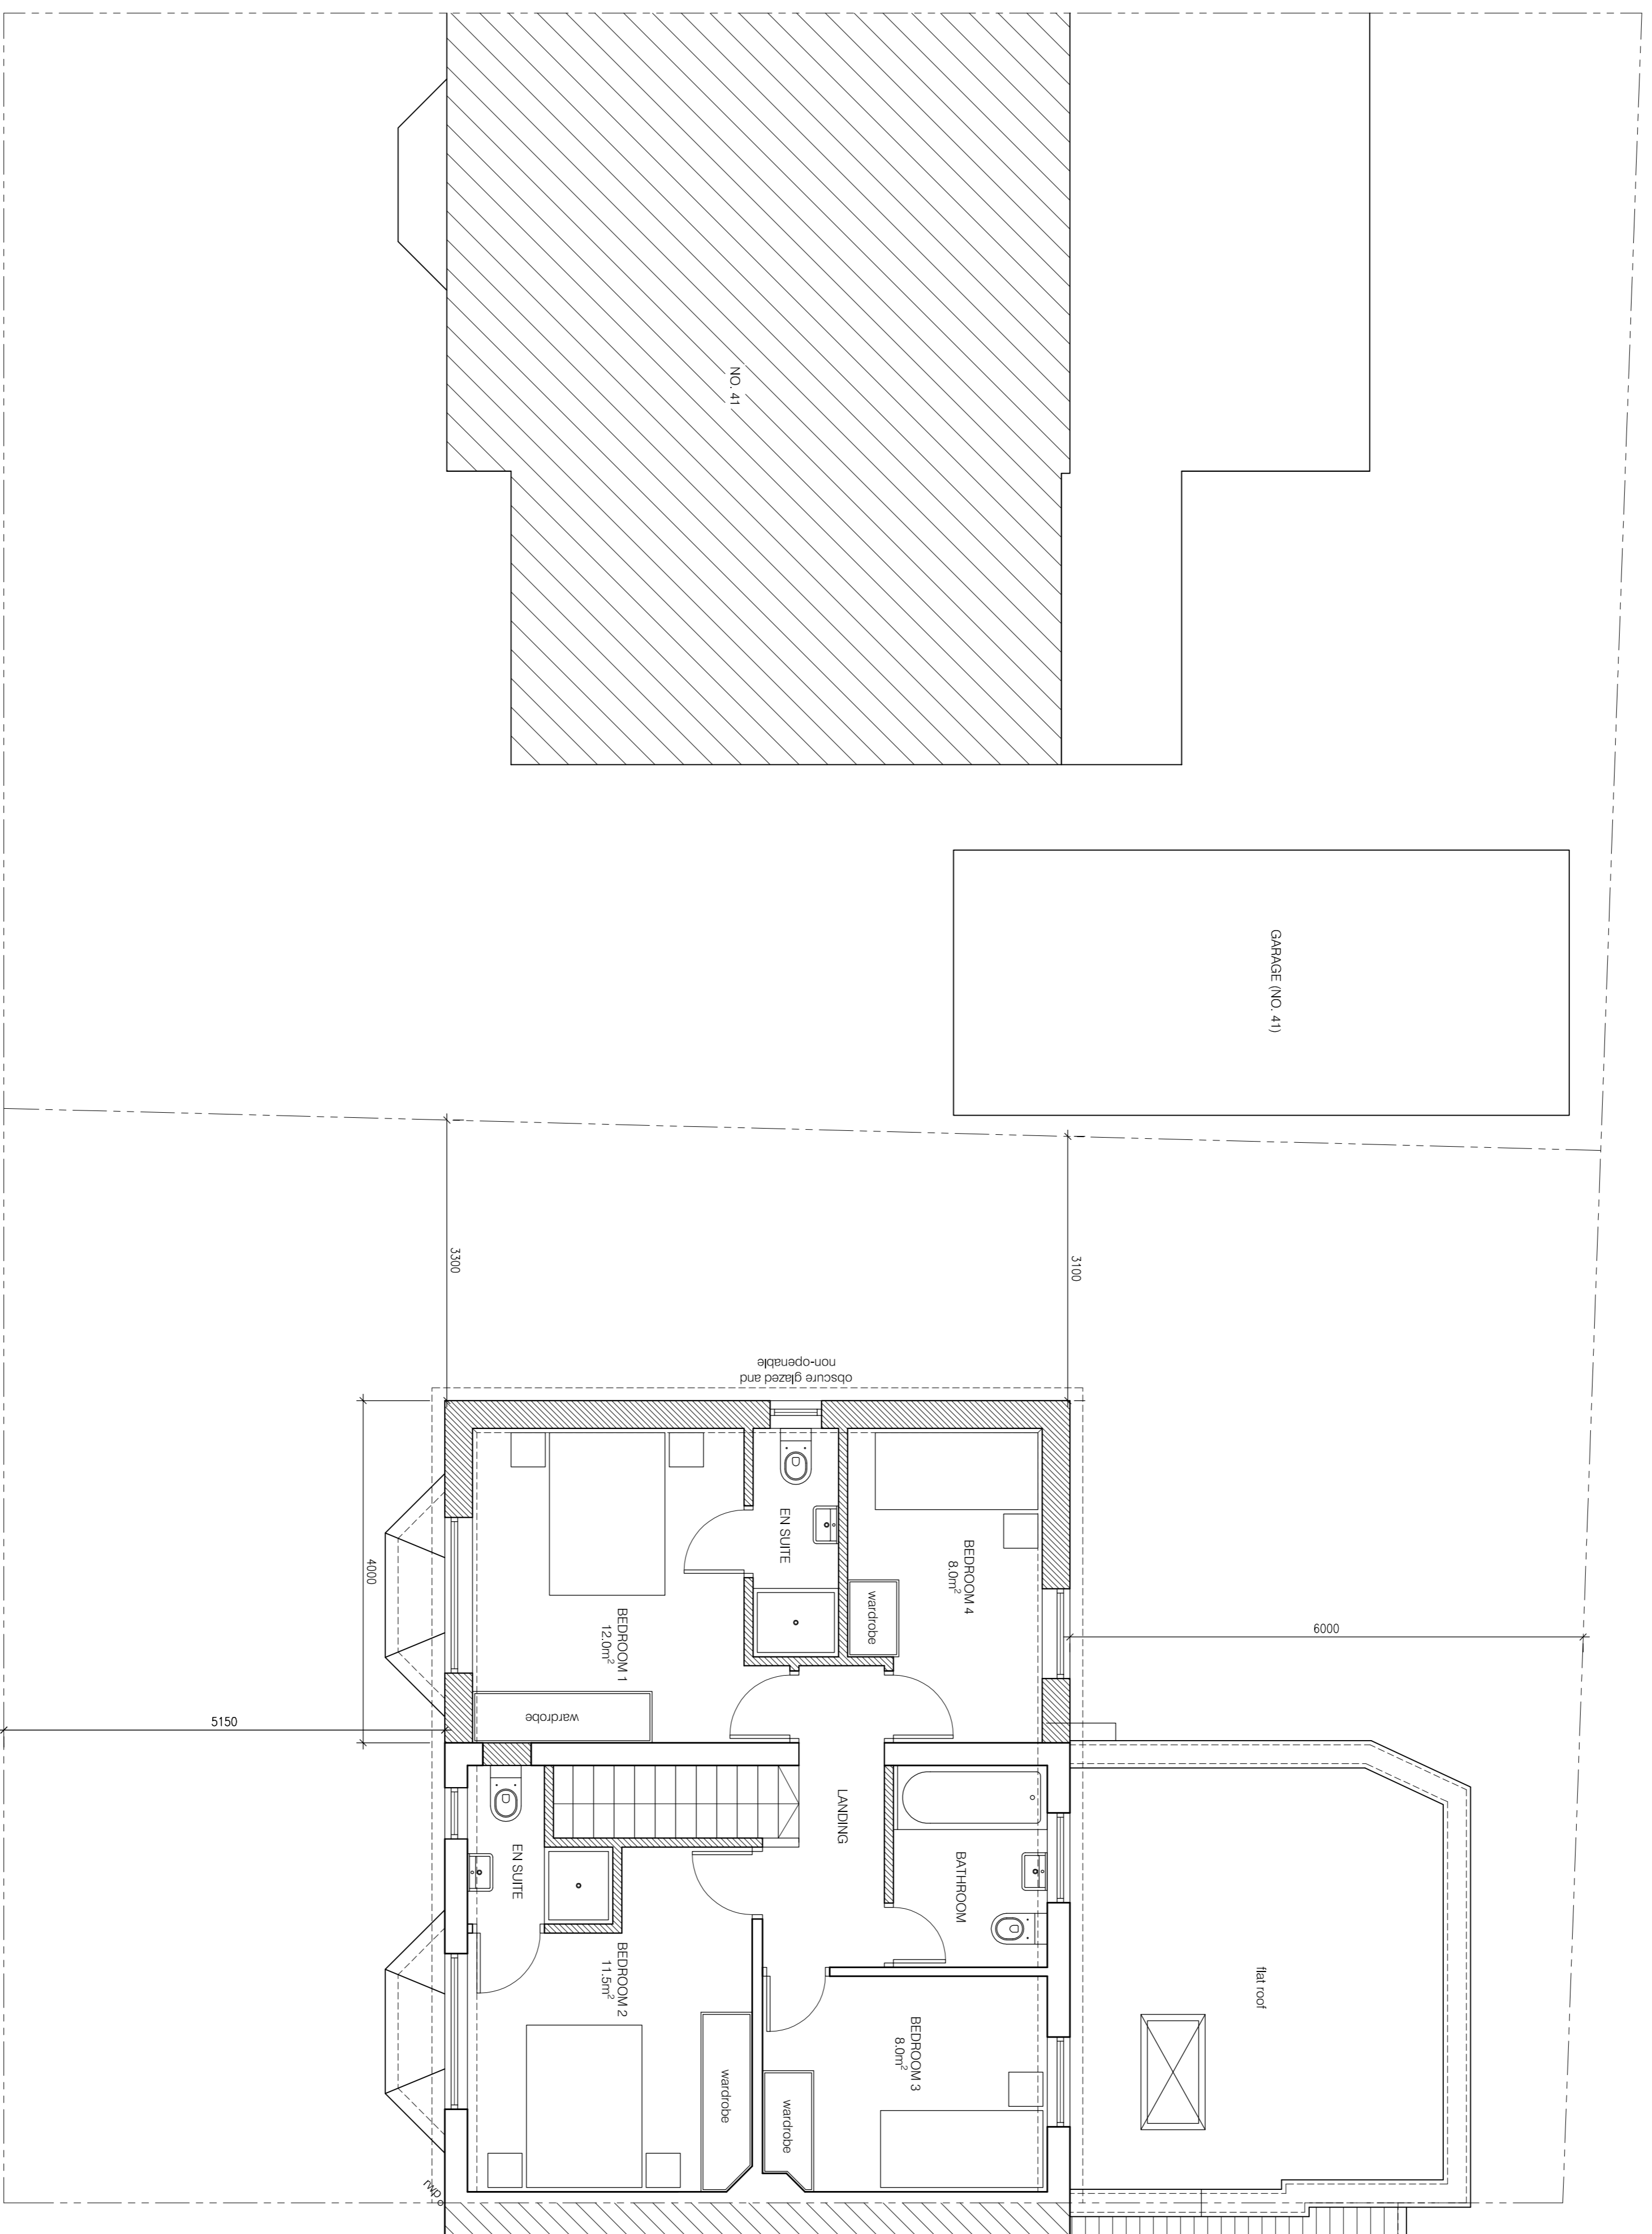 NO. 41
GARAGE (NO. 41)
3300
3100
obscure glazed and
non-openable
4000
5150
6000
EN SUITE
BEDROOM 4
8.0m²
wardrobe
BEDROOM 1
12.0m²
wardrobe
LANDING
EN SUITE
BATHROOM
BEDROOM 2
11.5m²
wardrobe
BEDROOM 3
8.0m²
wardrobe
flat roof
rwp